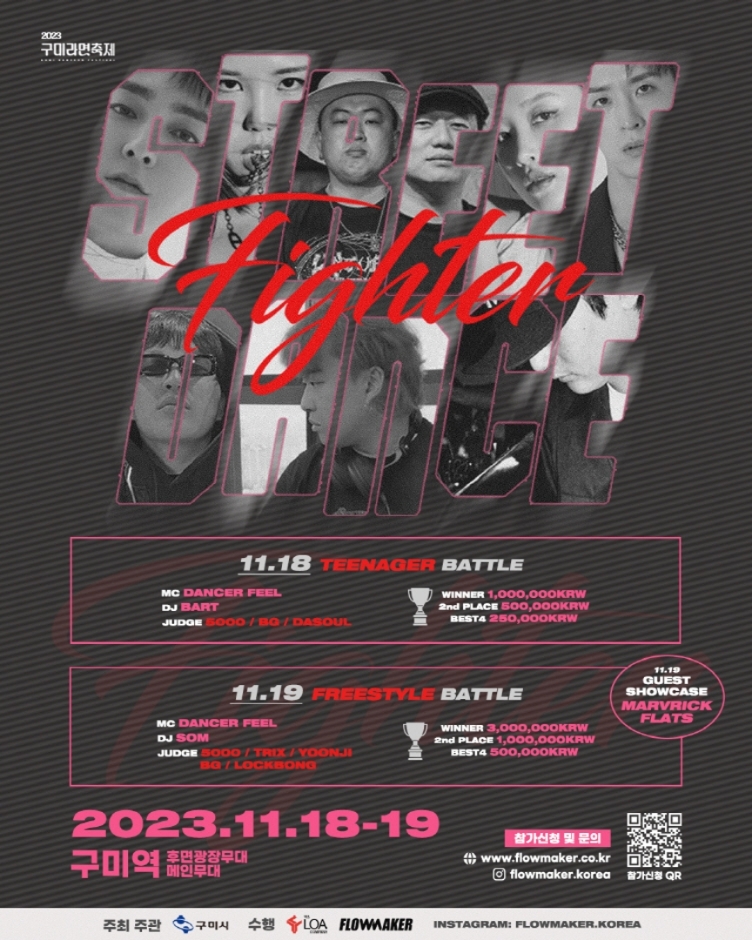 2023
구미라면축제
GUMI RAMYEON FESTIVAL
STREET
Fighter
DANCE
11.18 TEENAGER BATTLE
MC DANCER FEEL
DJ BART
JUDGE 5000 / BG / DASOUL
WINNER 1,000,000KRW
2nd PLACE 500,000KRW
BEST4 250,000KRW
11.19 FREESTYLE BATTLE
MC DANCER FEEL
DJ SOM
JUDGE 5000 / TRIX / YOONJI
BG / LOCKBONG
WINNER 3,000,000KRW
2nd PLACE 1,000,000KRW
BEST4 500,000KRW
11.19
GUEST
SHOWCASE
MARVRICK
FLATS
2023.11.18-19
구미역 후면광장무대
메인무대
참가신청 및 문의
www.flowmaker.co.kr
flowmaker.korea
참가신청 QR
주최 주관 구미시 수행 LOA FLOWMAKER INSTAGRAM: FLOWMAKER.KOREA